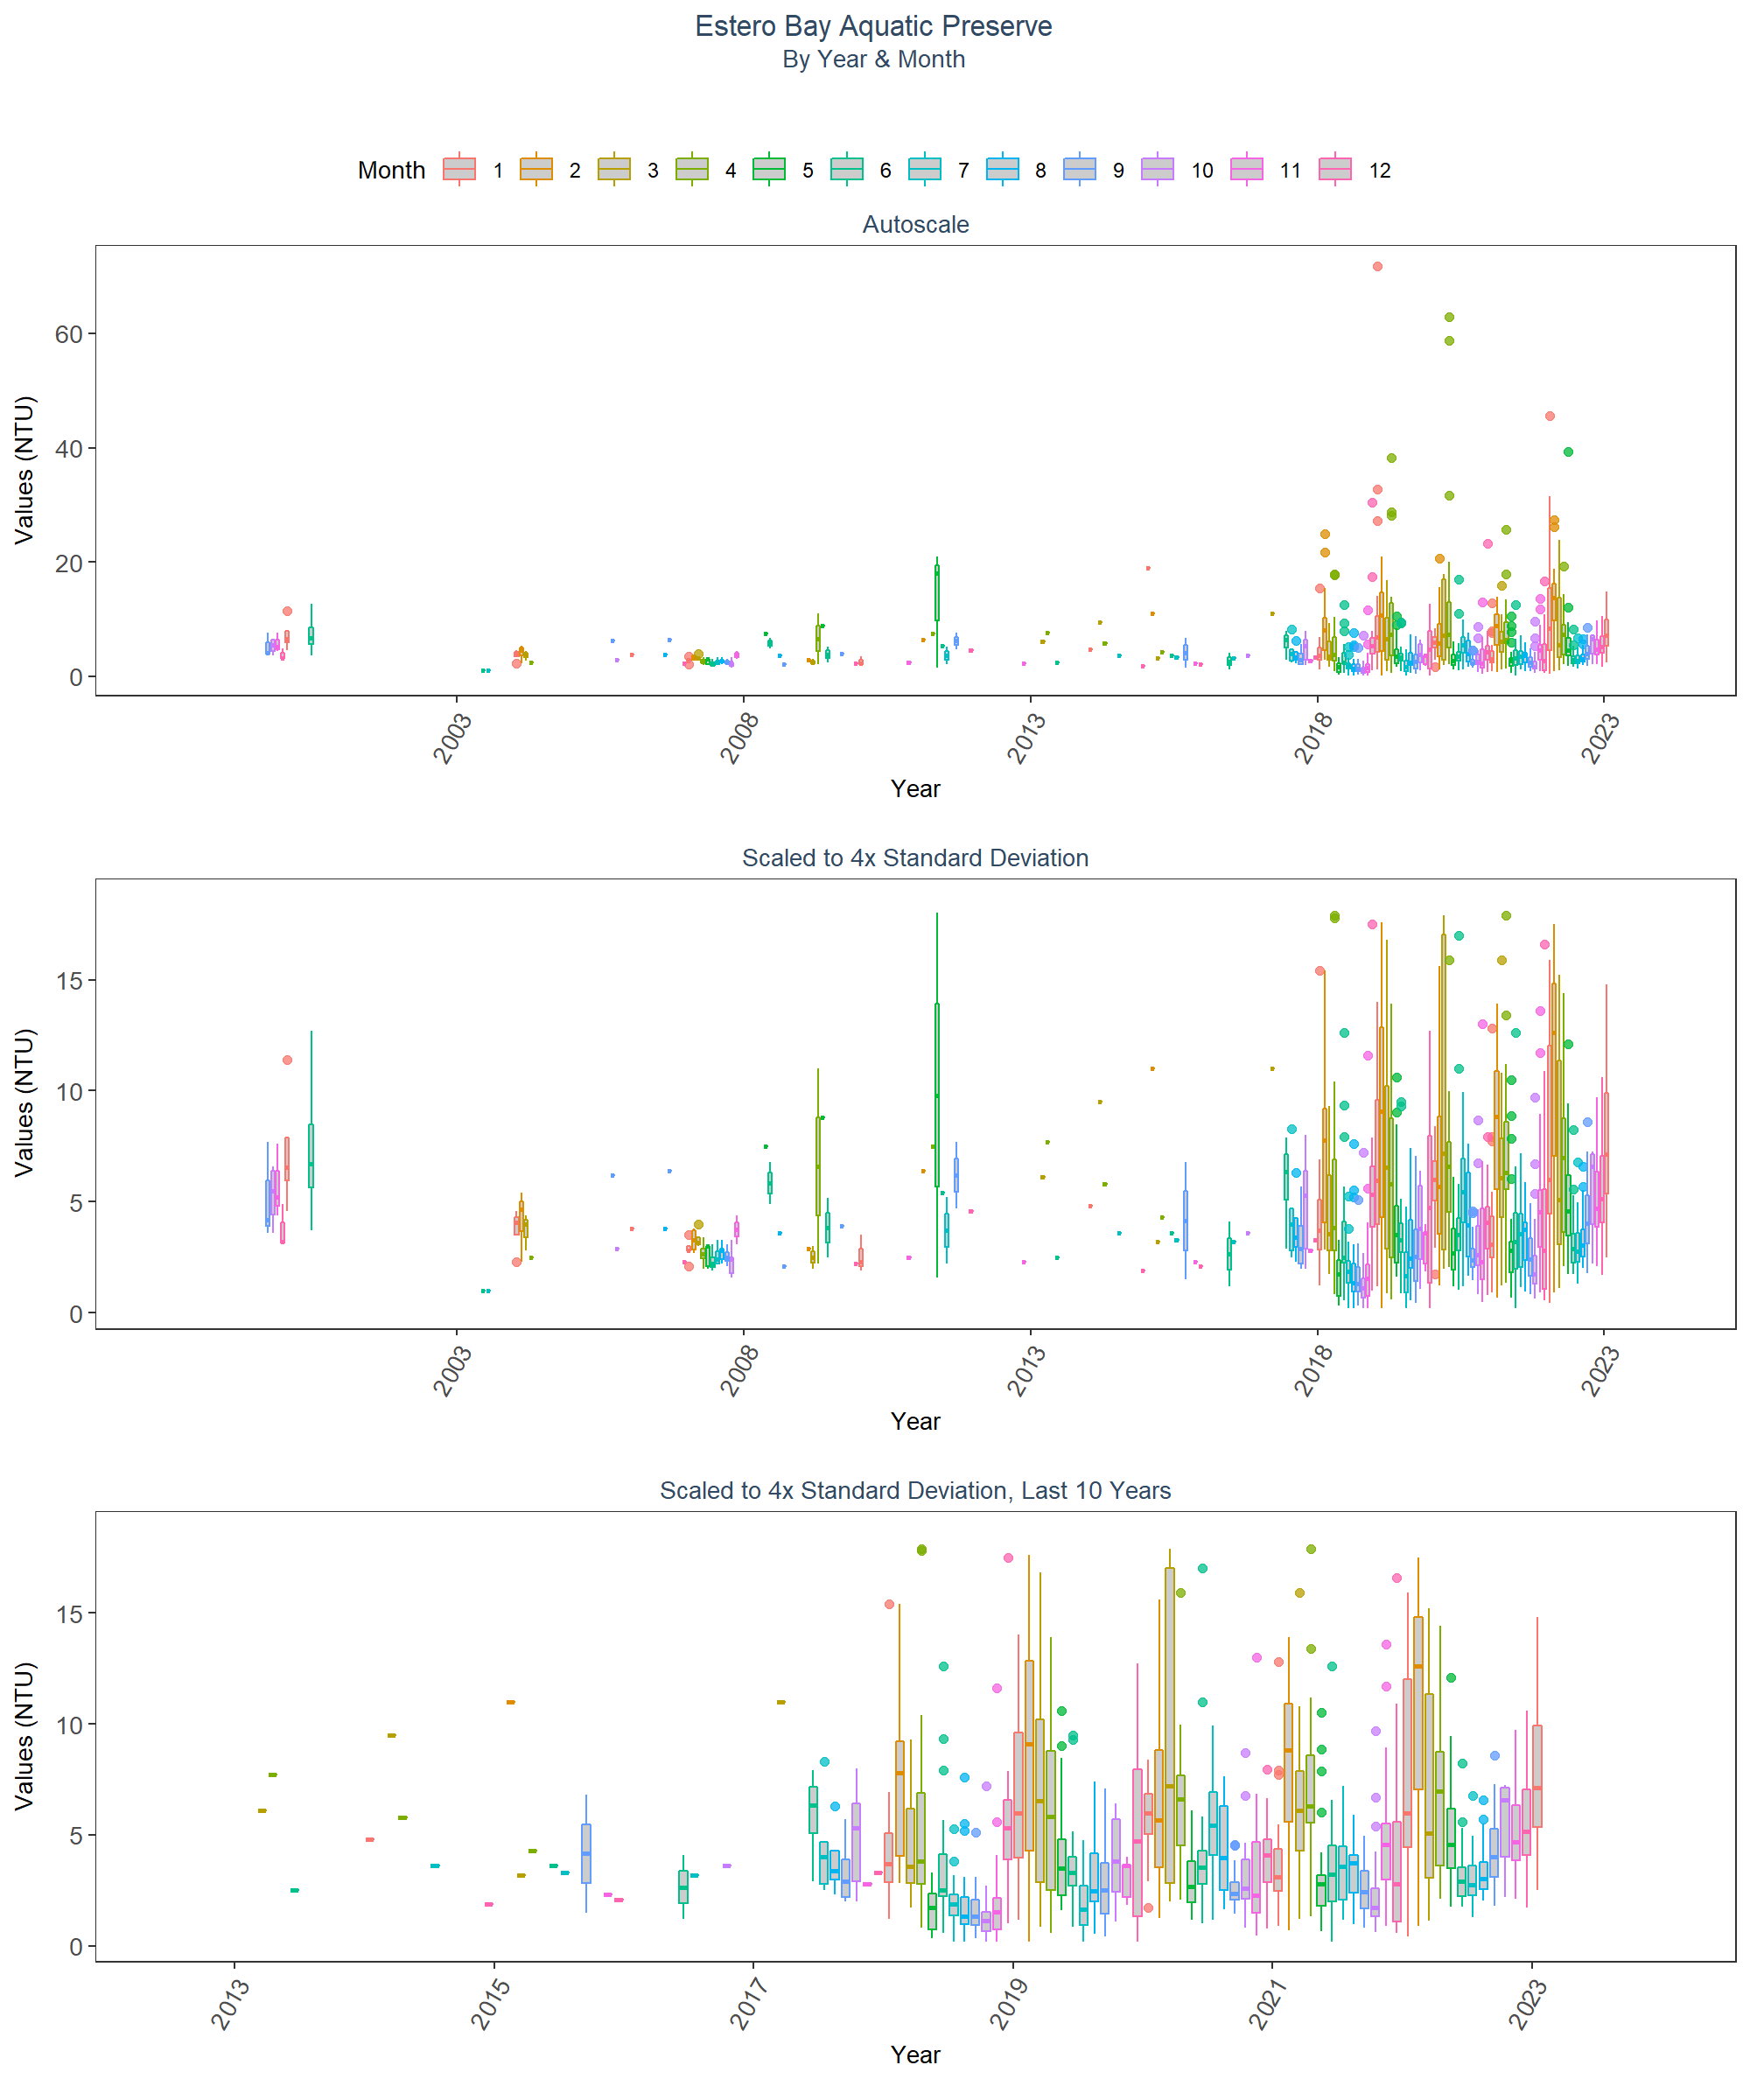 Estero Bay Aquatic Preserve
By Year & Month
Month 1 2 3 4 5 6 7 8 9 10 11 12
Autoscale
Values (NTU)
60
40
20
0
2003 2008 2013 2018 2023
Year
Scaled to 4x Standard Deviation
Values (NTU)
15
10
5
0
2003 2008 2013 2018 2023
Year
Scaled to 4x Standard Deviation, Last 10 Years
Values (NTU)
15
10
5
0
2013 2015 2017 2019 2021 2023
Year